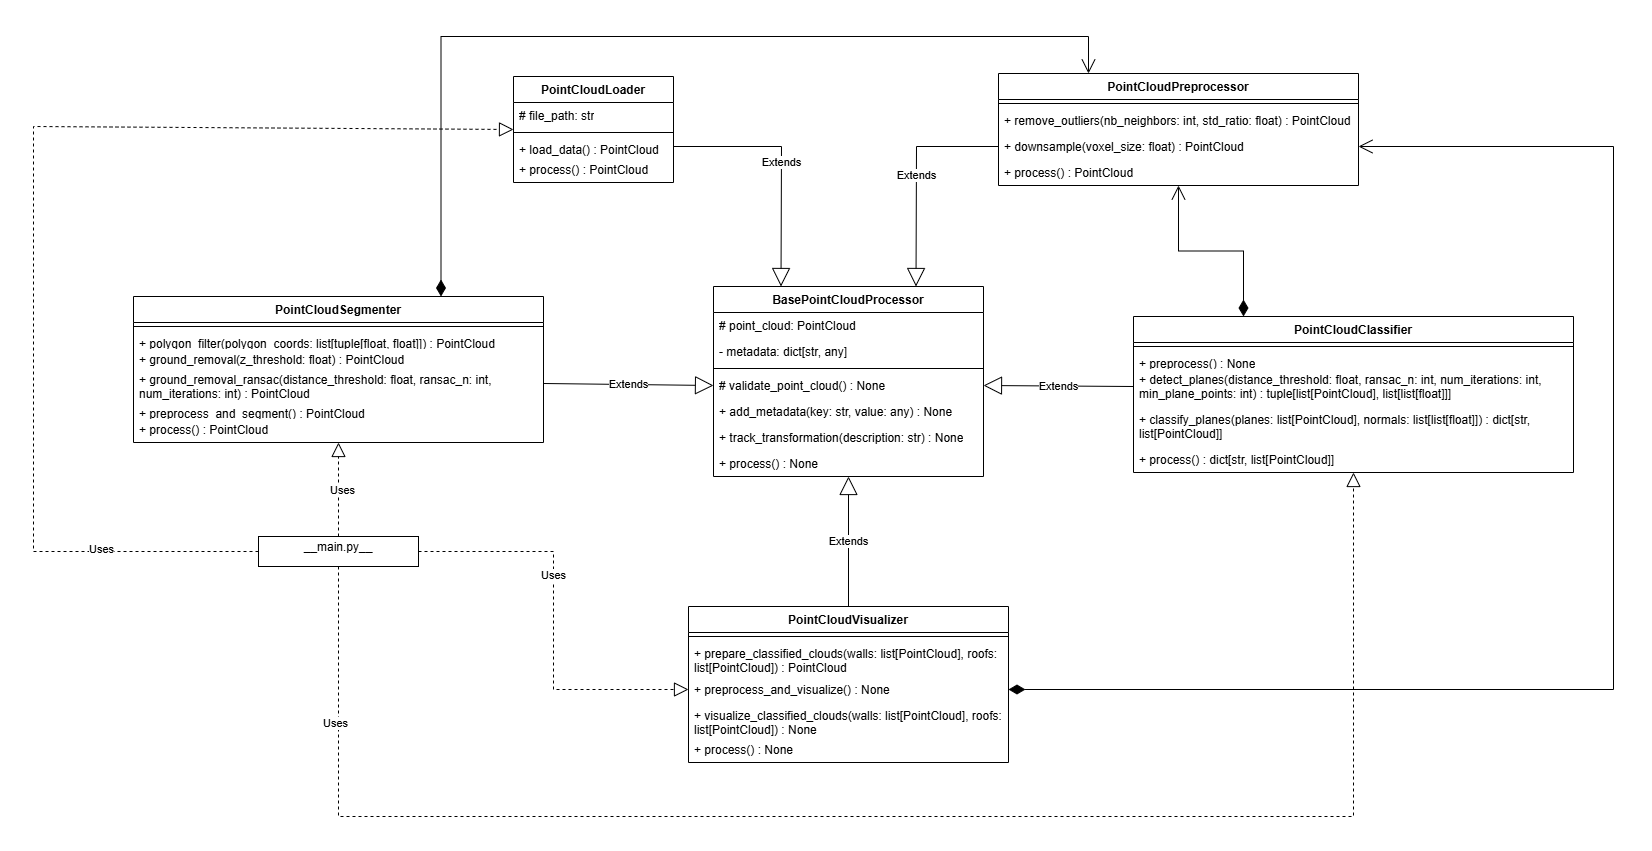 PointCloudLoader
# file_path: str
+ load_data() : PointCloud
+ process() : PointCloud
PointCloudPreprocessor
+ remove_outliers(nb_neighbors: int, std_ratio: float) : PointCloud
+ downsample(voxel_size: float) : PointCloud
+ process() : PointCloud
Extends
Extends
PointCloudSegmenter
+ polygon_filter(polygon_coords: list[tuple[float, float]]) : PointCloud
+ ground_removal(z_threshold: float) : PointCloud
+ ground_removal_ransac(distance_threshold: float, ransac_n: int,
num_iterations: int) : PointCloud
+ preprocess_and_segment() : PointCloud
+ process() : PointCloud
Extends
BasePointCloudProcessor
# point_cloud: PointCloud
- metadata: dict[str, any]
# validate_point_cloud() : None
+ add_metadata(key: str, value: any) : None
+ track_transformation(description: str) : None
+ process() : None
Extends
PointCloudClassifier
+ preprocess() : None
+ detect_planes(distance_threshold: float, ransac_n: int, num_iterations: int,
min_plane_points: int) : tuple[list[PointCloud], list[list[float]]]
+ classify_planes(planes: list[PointCloud], normals: list[list[float]]) : dict[str,
list[PointCloud]]
+ process() : dict[str, list[PointCloud]]
Uses
Uses
__main.py__
Uses
Extends
Uses
PointCloudVisualizer
+ prepare_classified_clouds(walls: list[PointCloud], roofs:
list[PointCloud]) : PointCloud
+ preprocess_and_visualize() : None
+ visualize_classified_clouds(walls: list[PointCloud], roofs:
list[PointCloud]) : None
+ process() : None